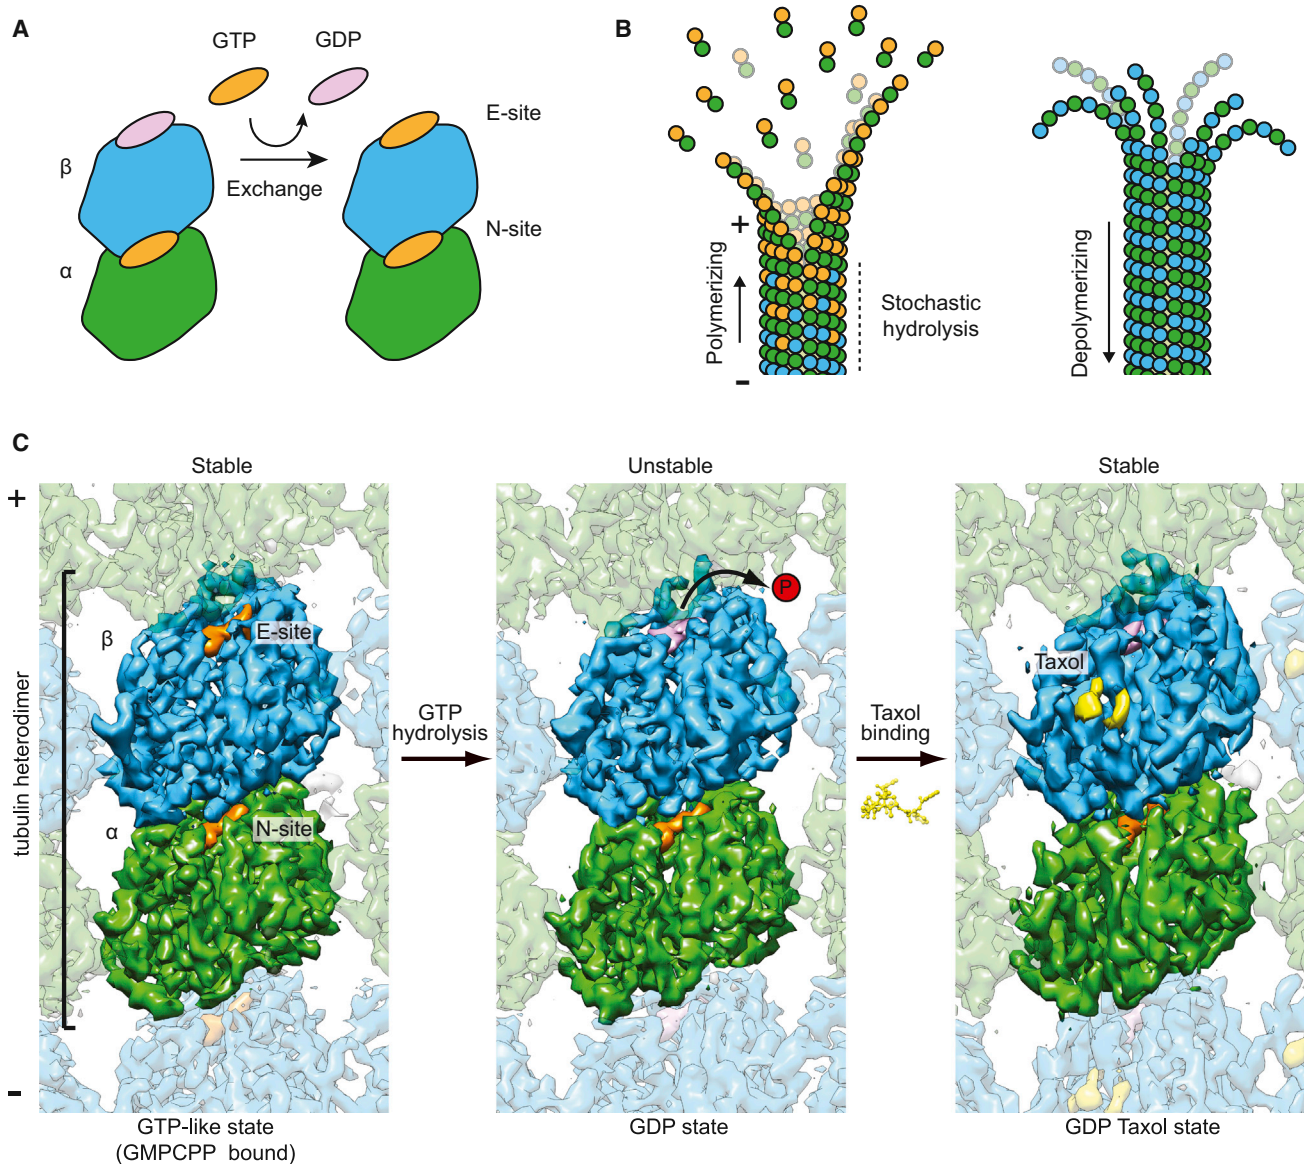 A
GTP
GDP
E-site
β
Exchange
N-site
α
B
+
Polymerizing
-
Stochastic
hydrolysis
Depolymerizing
C
Stable
Unstable
Stable
+
tubulin heterodimer
β
E-site
α
N-site
GTP
hydrolysis
P
Taxol
binding
Taxol
-
GTP-like state
(GMPCPP bound)
GDP state
GDP Taxol state